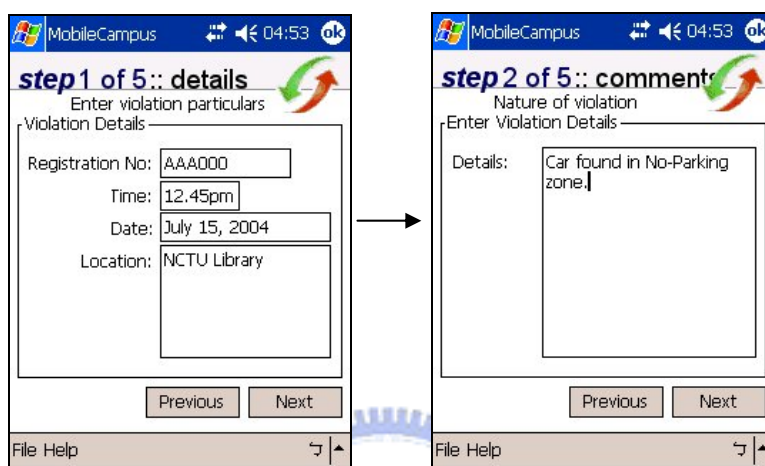 MobileCampus 04:53 ok
step 1 of 5:: details
Enter violation particulars
Violation Details
Registration No: AAA000
Time: 12.45pm
Date: July 15, 2004
Location: NCTU Library
Previous Next
File Help
MobileCampus 04:53 ok
step 2 of 5:: comments
Nature of violation
Enter Violation Details
Details: Car found in No-Parking
zone.
Previous Next
File Help